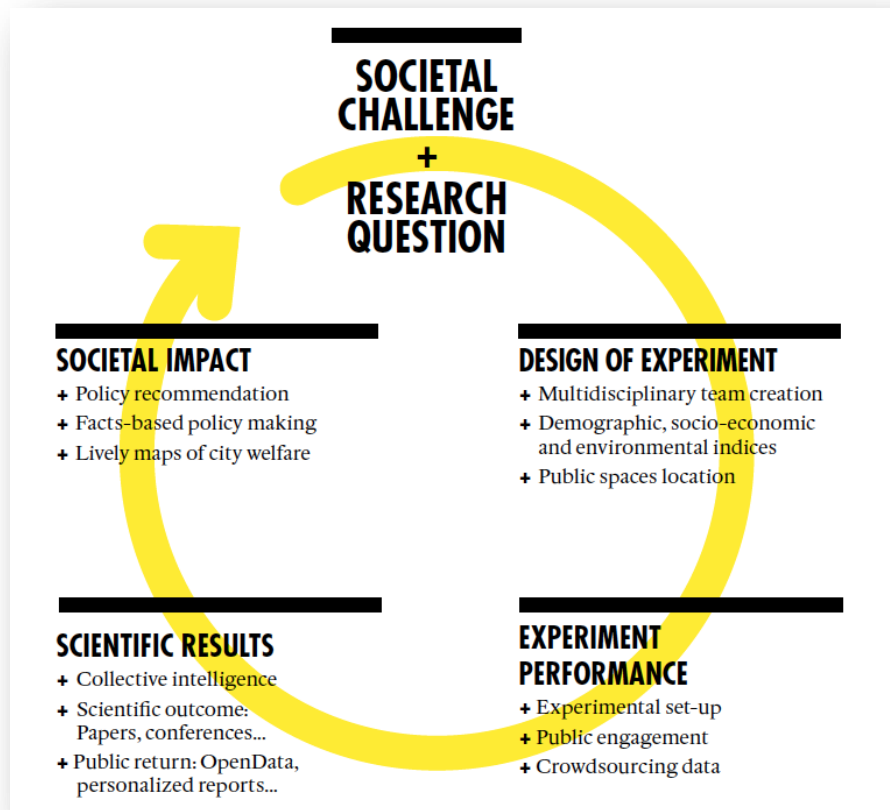 SOCIETAL
CHALLENGE
+
RESEARCH
QUESTION
SOCIETAL IMPACT
+ Policy recommendation
+ Facts-based policy making
+ Lively maps of city welfare
DESIGN OF EXPERIMENT
+ Multidisciplinary team creation
+ Demographic, socio-economic
and environmental indices
+ Public spaces location
SCIENTIFIC RESULTS
+ Collective intelligence
+ Scientific outcome:
Papers, conferences...
+ Public return: OpenData,
personalized reports...
EXPERIMENT
PERFORMANCE
+ Experimental set-up
+ Public engagement
+ Crowdsourcing data